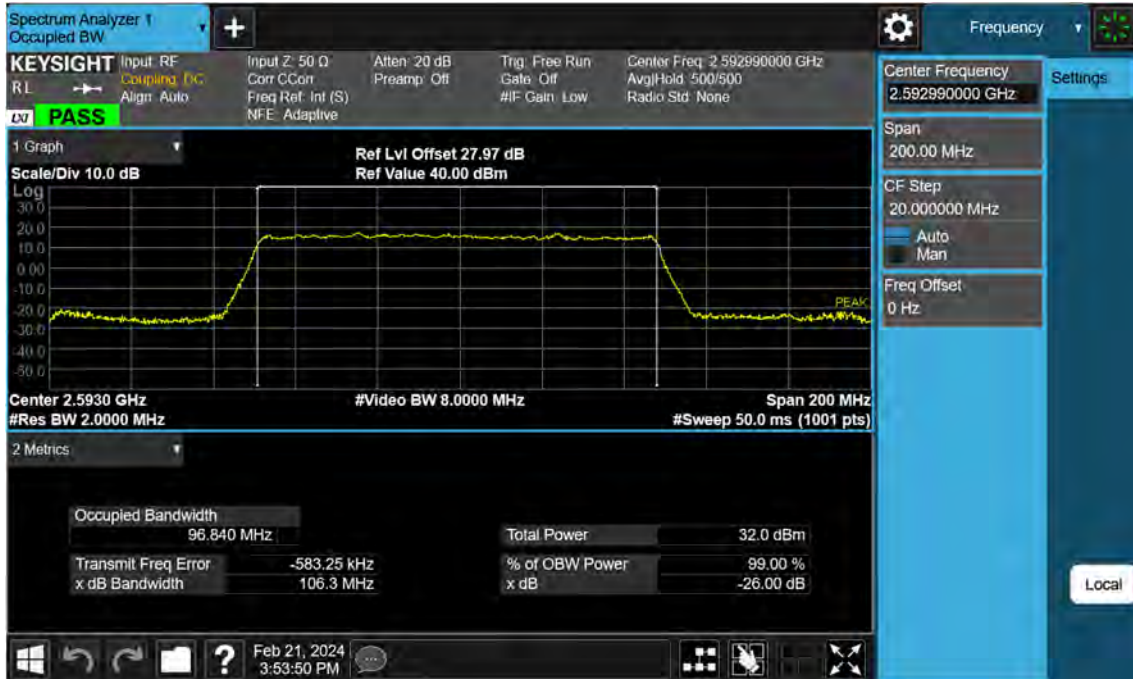 Spectrum Analyzer 1
Occupied BW
+
Frequency
KEYSIGHT Input: RF Input Z: 50 Ω Atten: 20 dB Trig: Free Run Center Freq: 2.592990000 GHz
RL Coupling: DC Corr CCorr Preamp: Off Gate: Off Avg|Hold: 500/500
Align: Auto Freq Ref: Int (S) #IF Gain: Low Radio Std: None
LXI PASS NFE: Adaptive
Center Frequency
2.592990000 GHz
Settings
Span
200.00 MHz
CF Step
20.000000 MHz
Auto
Man
Freq Offset
0 Hz
1 Graph
Ref Lvl Offset 27.97 dB
Scale/Div 10.0 dB Ref Value 40.00 dBm
Log
30.0
20.0
10.0
0.00
-10.0
-20.0
-30.0
-40.0
-50.0
PEAK
Center 2.5930 GHz #Video BW 8.0000 MHz Span 200 MHz
#Res BW 2.0000 MHz #Sweep 50.0 ms (1001 pts)
2 Metrics
Occupied Bandwidth
96.840 MHz Total Power 32.0 dBm
Transmit Freq Error -583.25 kHz % of OBW Power 99.00 %
x dB Bandwidth 106.3 MHz x dB -26.00 dB
Local
? Feb 21, 2024
3:53:50 PM